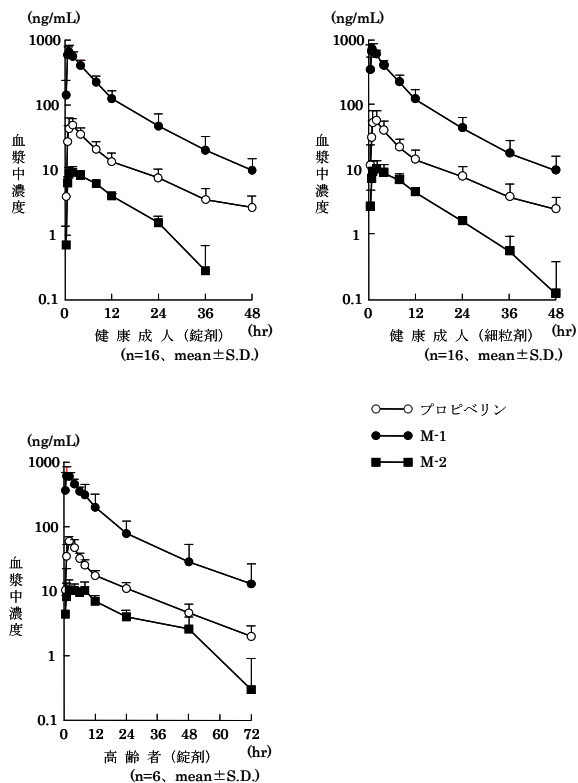 (ng/mL)
1000
100
10
1
0.1
血漿中濃度
0 12 24 36 48
(hr)
健康成人(錠剤)
(n=16、mean±S.D.)
(ng/mL)
1000
100
10
1
0.1
血漿中濃度
0 12 24 36 48
(hr)
健康成人(細粒剤)
(n=16、mean±S.D.)
プロピベリン
M-1
M-2
(ng/mL)
1000
100
10
1
0.1
血漿中濃度
0 12 24 36 48 60 72
(hr)
高齢者(錠剤)
(n=6、mean±S.D.)